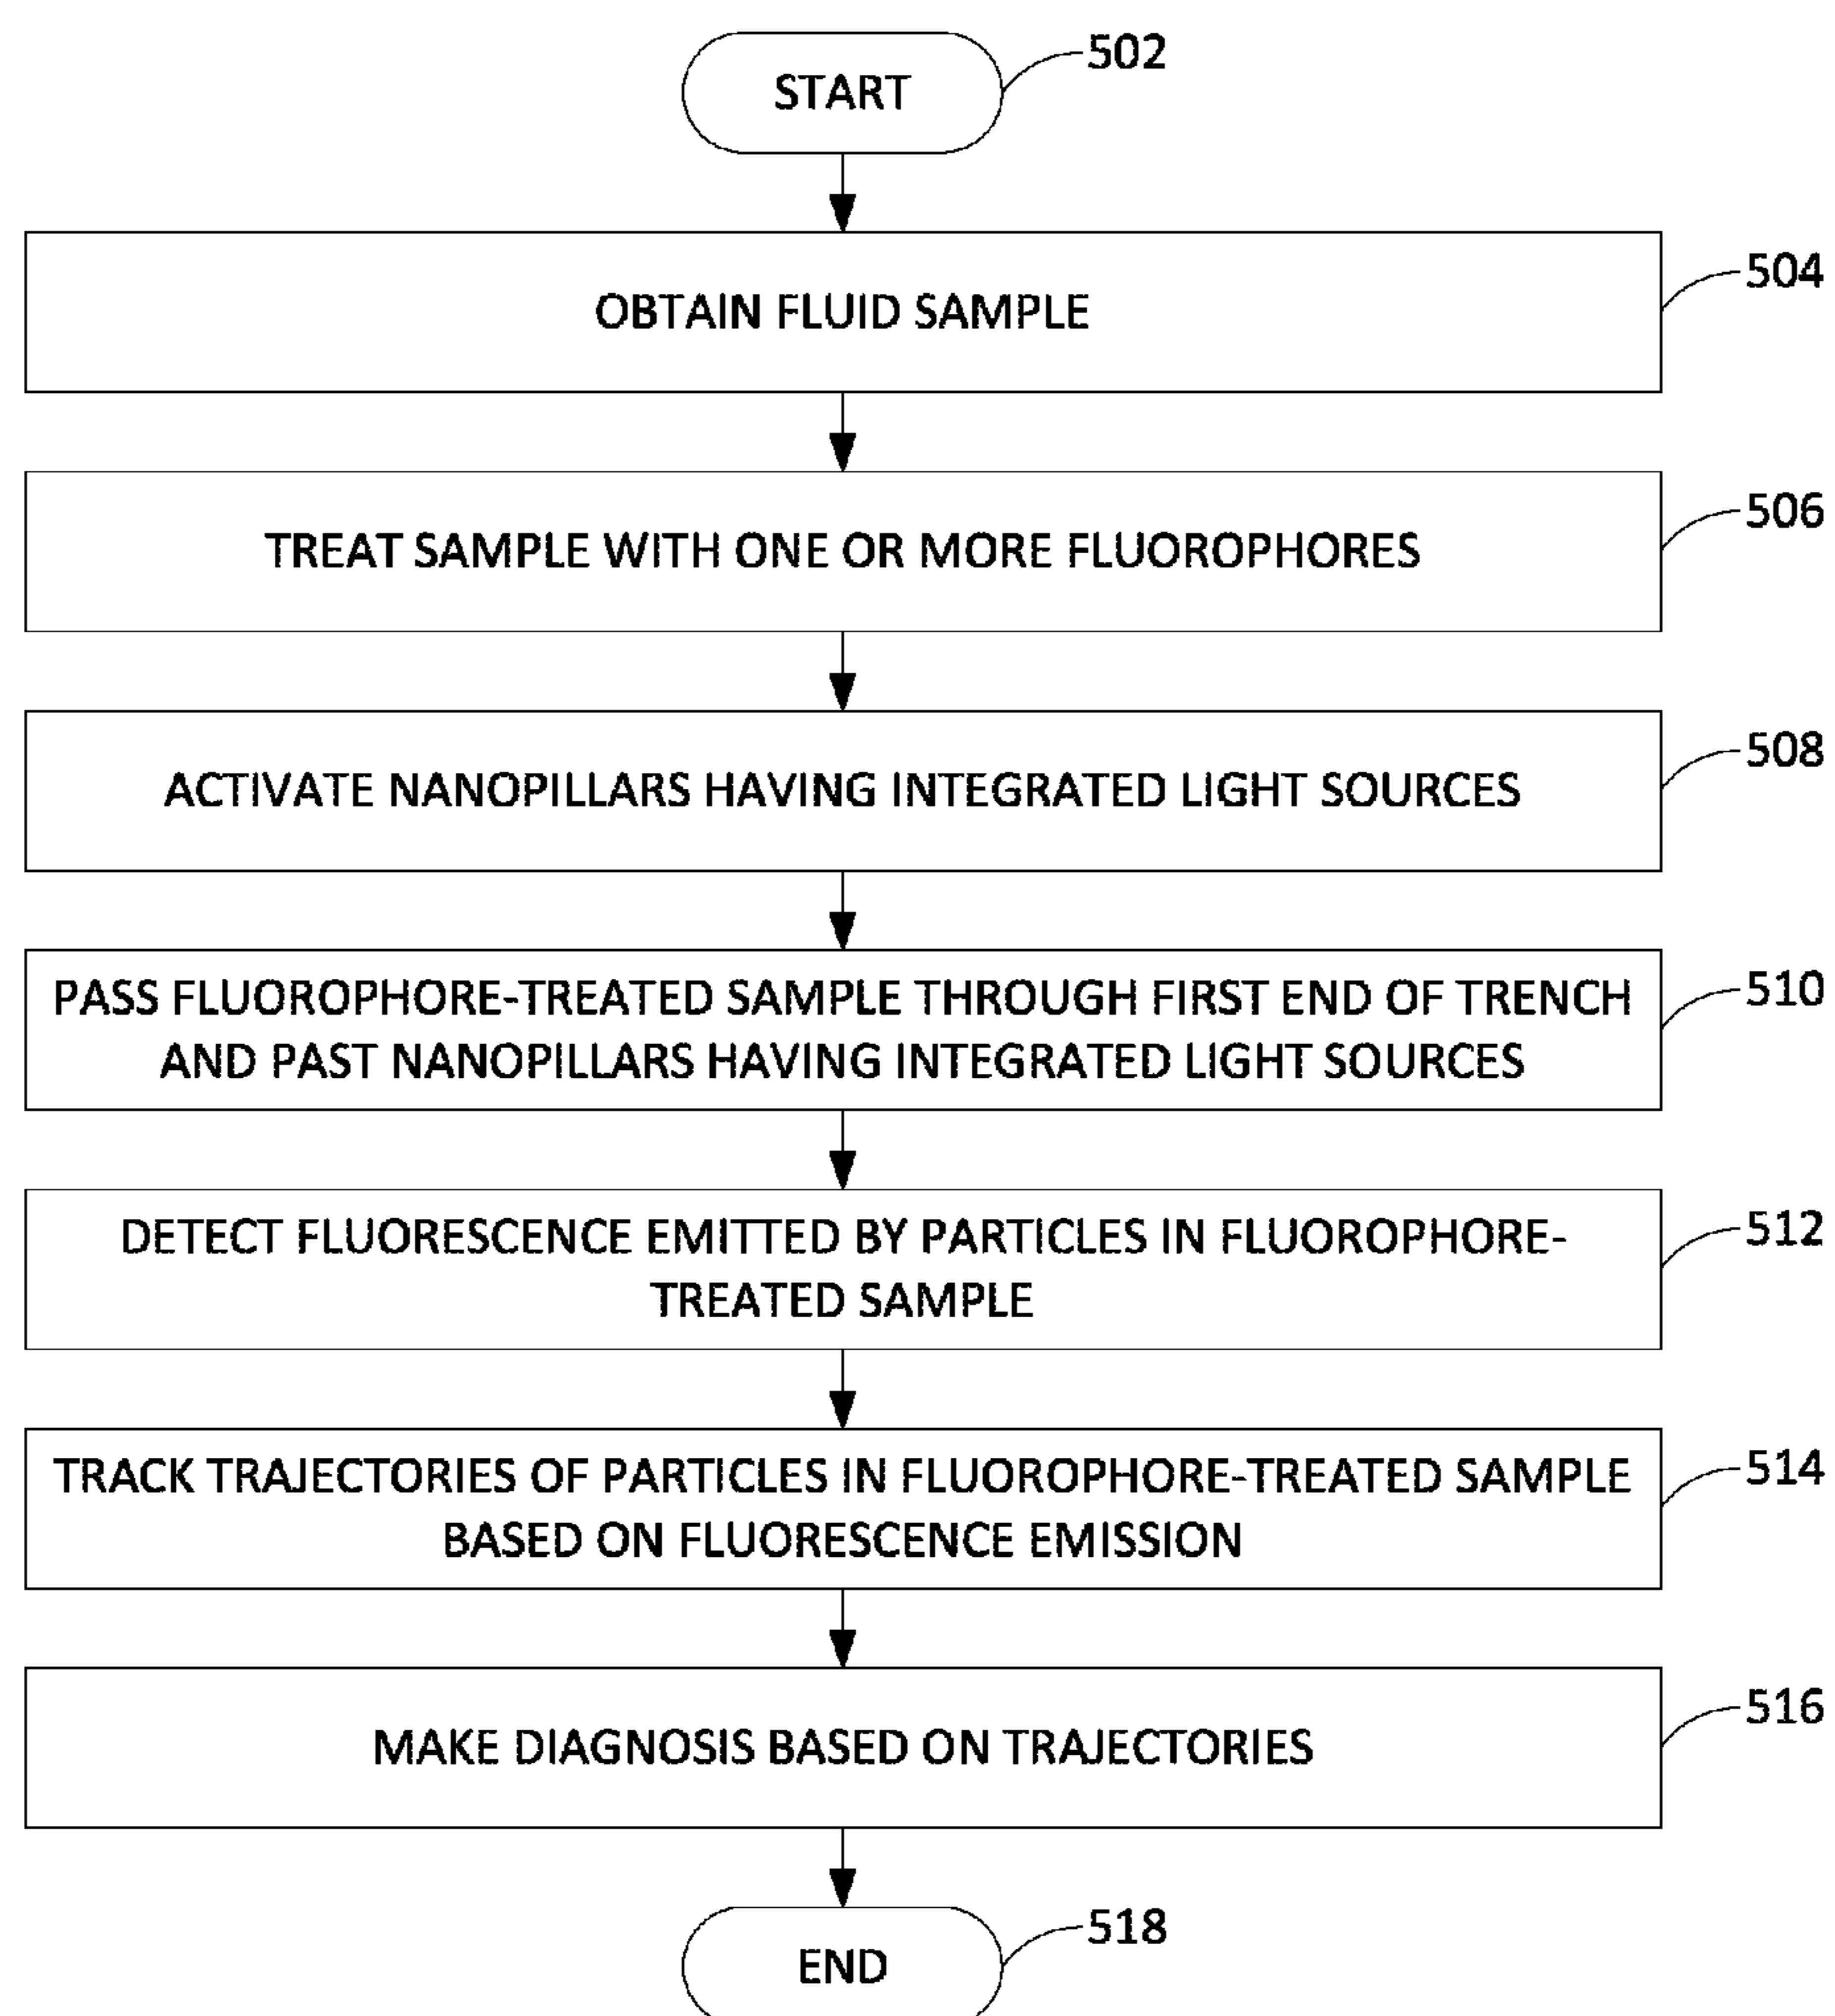 START
502
OBTAIN FLUID SAMPLE
504
TREAT SAMPLE WITH ONE OR MORE FLUOROPHORES
506
ACTIVATE NANOPILLARS HAVING INTEGRATED LIGHT SOURCES
508
PASS FLUOROPHORE-TREATED SAMPLE THROUGH FIRST END OF TRENCH
AND PAST NANOPILLARS HAVING INTEGRATED LIGHT SOURCES
510
DETECT FLUORESCENCE EMITTED BY PARTICLES IN FLUOROPHORE-
TREATED SAMPLE
512
TRACK TRAJECTORIES OF PARTICLES IN FLUOROPHORE-TREATED SAMPLE
BASED ON FLUORESCENCE EMISSION
514
MAKE DIAGNOSIS BASED ON TRAJECTORIES
516
END
518